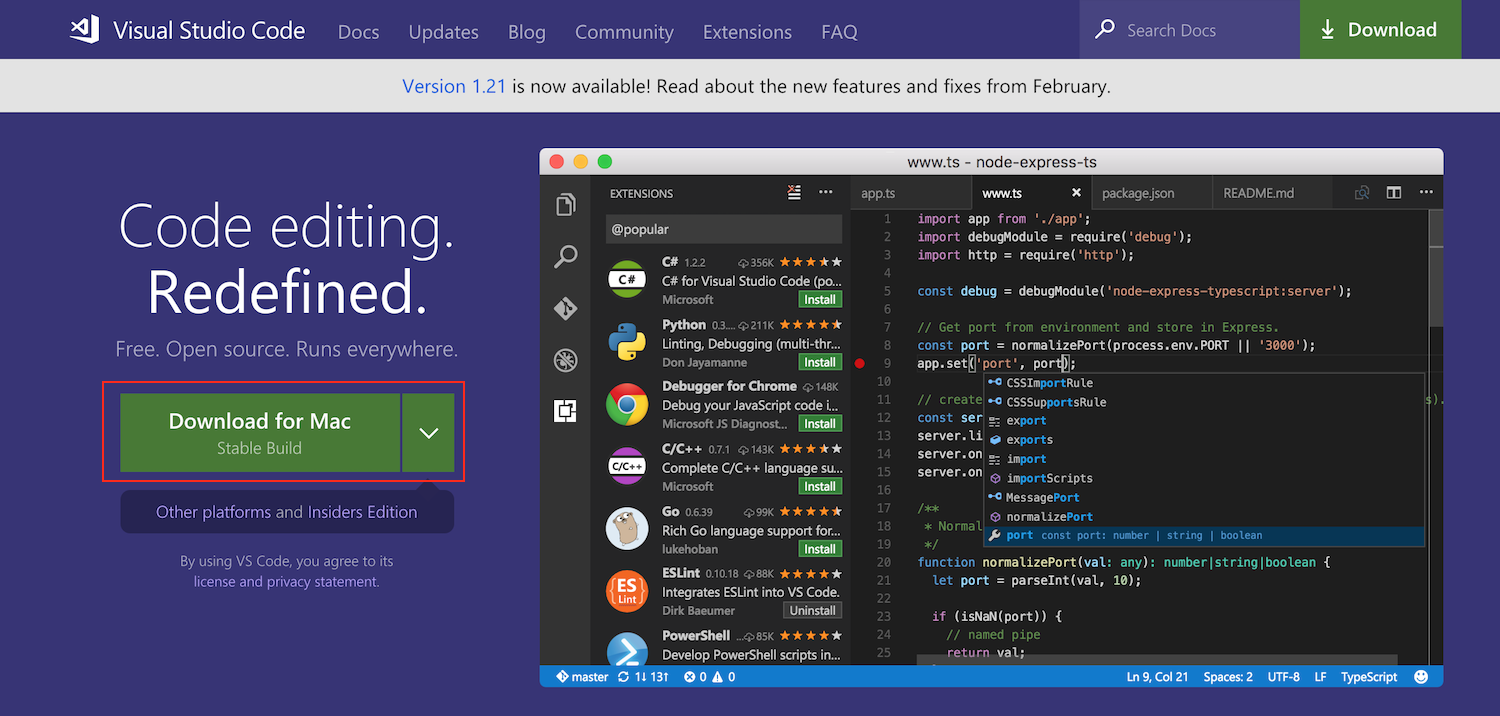 Visual Studio Code Docs Updates Blog Community Extensions FAQ Search Docs Download
Version 1.21 is now available! Read about the new features and fixes from February.
Code editing.
Redefined.
Free. Open source. Runs everywhere.
Download for Mac
Stable Build
Other platforms and Insiders Edition
By using VS Code, you agree to its
license and privacy statement.
www.ts - node-express-ts
EXTENSIONS
@popular
C# C# 1.2.2 356K
C# for Visual Studio Code (po...
Microsoft Install
Python 0.3.... 211K
Linting, Debugging (multi-thr...
Don Jayamanne Install
Debugger for Chrome 148K
Debug your JavaScript code i...
Microsoft JS Diagnost... Install
C/C++ C/C++ 0.7.1 143K
Complete C/C++ language su...
Microsoft Install
Go 0.6.39 99K
Rich Go language support for...
lukehoban Install
ES Lint ESLint 0.10.18 88K
Integrates ESLint into VS Code.
Dirk Baeumer Uninstall
PowerShell ... 85K
Develop PowerShell scripts in...
app.ts www.ts package.json README.md
1 import app from './app';
2 import debugModule = require('debug');
3 import http = require('http');
4
5 const debug = debugModule('node-express-typescript:server');
6
7 // Get port from environment and store in Express.
8 const port = normalizePort(process.env.PORT || '3000');
9 app.set('port', port);
10
11 // create s).
12 const ser
13 server.li
14 server.on
15 server.on
16
17 /**
18 * Normal
19 */
20 function normalizePort(val: any): number|string|boolean {
21 let port = parseInt(val, 10);
22
23 if (isNaN(port)) {
24 // named pipe
25 return val;
CSSImportRule
CSSSupportsRule
export
exports
import
importScripts
MessagePort
normalizePort
port const port: number | string | boolean
master 1↓ 13↑ 0 0 Ln 9, Col 21 Spaces: 2 UTF-8 LF TypeScript